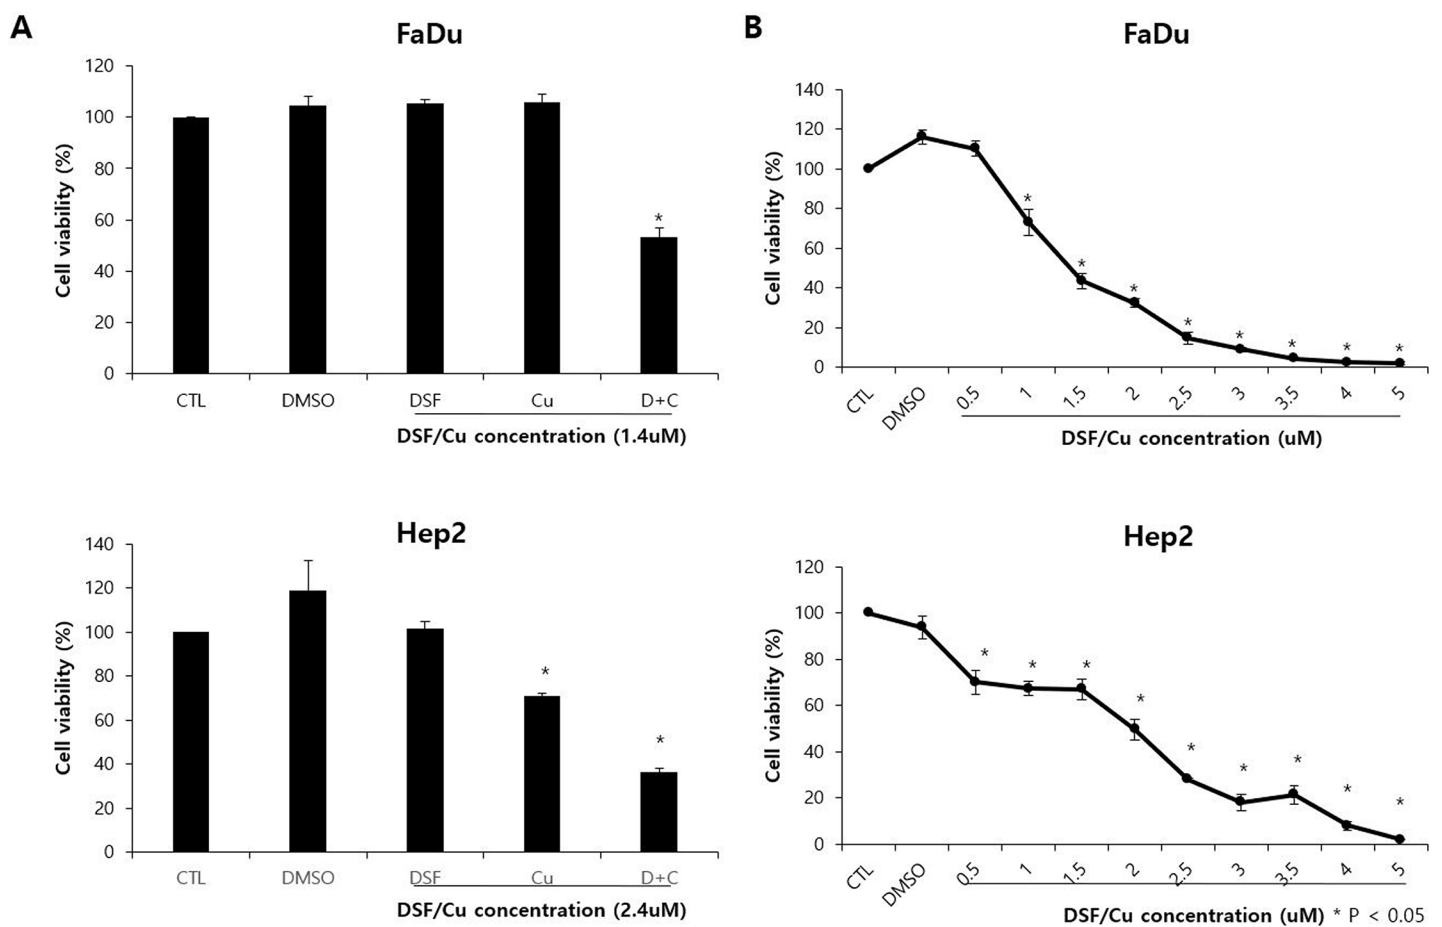 A
FaDu
Cell viability (%)
120
100
80
60
40
20
0
*
CTL DMSO DSF Cu D+C
DSF/Cu concentration (1.4uM)
B
FaDu
Cell viability (%)
140
120
100
80
60
40
20
0
* * * * * * * * *
CTL DMSO 0.5 1 1.5 2 2.5 3 3.5 4 5
DSF/Cu concentration (uM)
Hep2
Cell viability (%)
140
120
100
80
60
40
20
0
* *
CTL DMSO DSF Cu D+C
DSF/Cu concentration (2.4uM)
Hep2
Cell viability (%)
120
100
80
60
40
20
0
* * * * * * * * * *
CTL DMSO 0.5 1 1.5 2 2.5 3 3.5 4 5
DSF/Cu concentration (uM) * P < 0.05